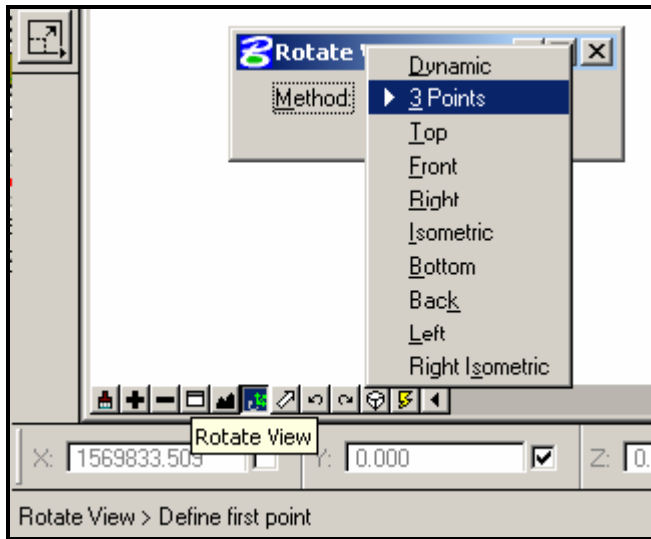 Rotate
Method:
Dynamic
3 Points
Top
Front
Right
Isometric
Bottom
Back
Left
Right Isometric
Rotate View
X: 1569833.509
Y: 0.000
Z: 0.
Rotate View > Define first point